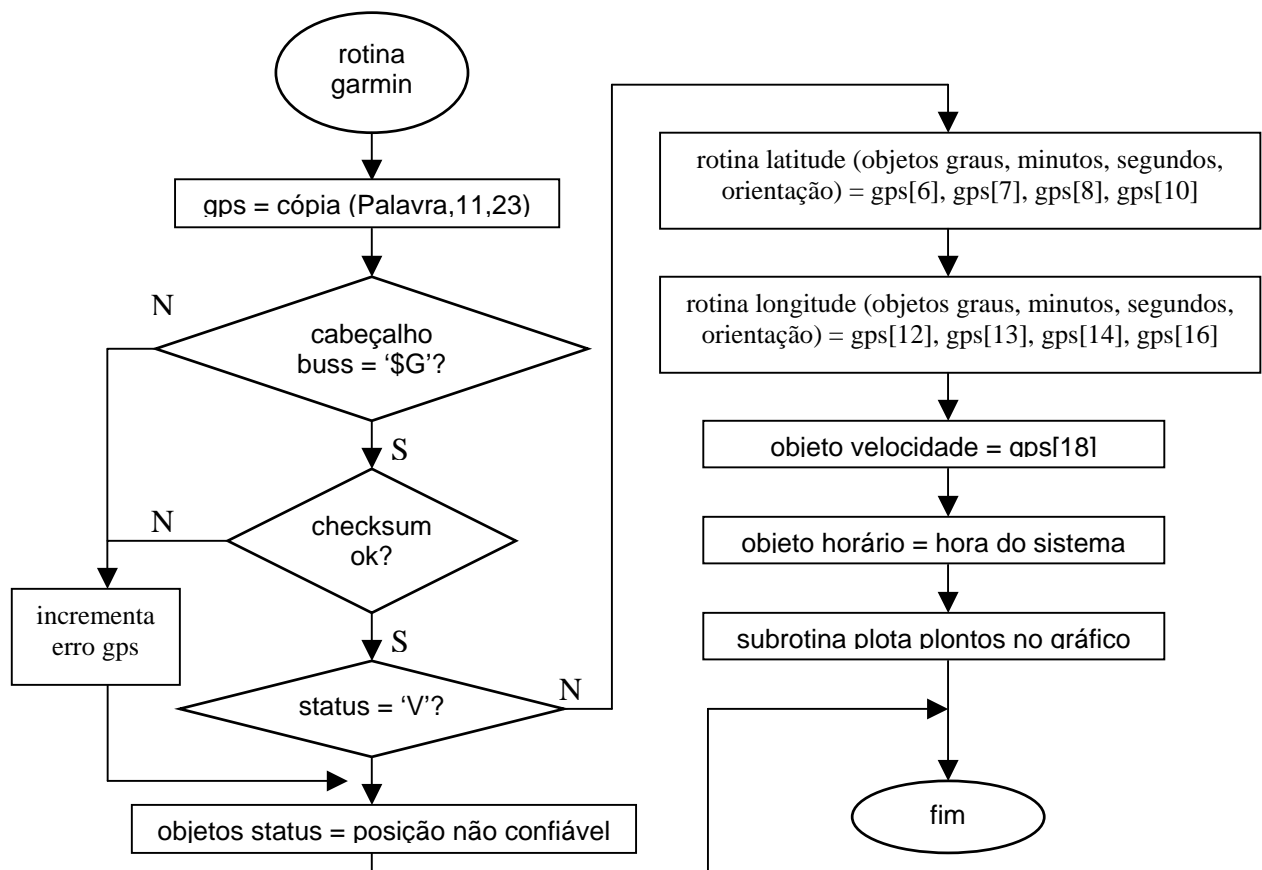 rotina
garmin
gps = cópia (Palavra,11,23)
N
cabeçalho
buss = ‘$G’?
S
N
checksum
ok?
incrementa
erro gps
S
status = ‘V’?
N
objetos status = posição não confiável
rotina latitude (objetos graus, minutos, segundos,
orientação) = gps[6], gps[7], gps[8], gps[10]
rotina longitude (objetos graus, minutos, segundos,
orientação) = gps[12], gps[13], gps[14], gps[16]
objeto velocidade = gps[18]
objeto horário = hora do sistema
subrotina plota plontos no gráfico
fim